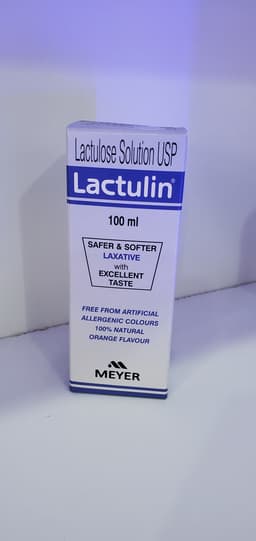 Lactulose Solution USP
Lactulin®
100 ml
SAFER & SOFTER
LAXATIVE
with
EXCELLENT
TASTE
FREE FROM ARTIFICIAL
ALLERGENIC COLOURS
100% NATURAL
ORANGE FLAVOUR
MEYER